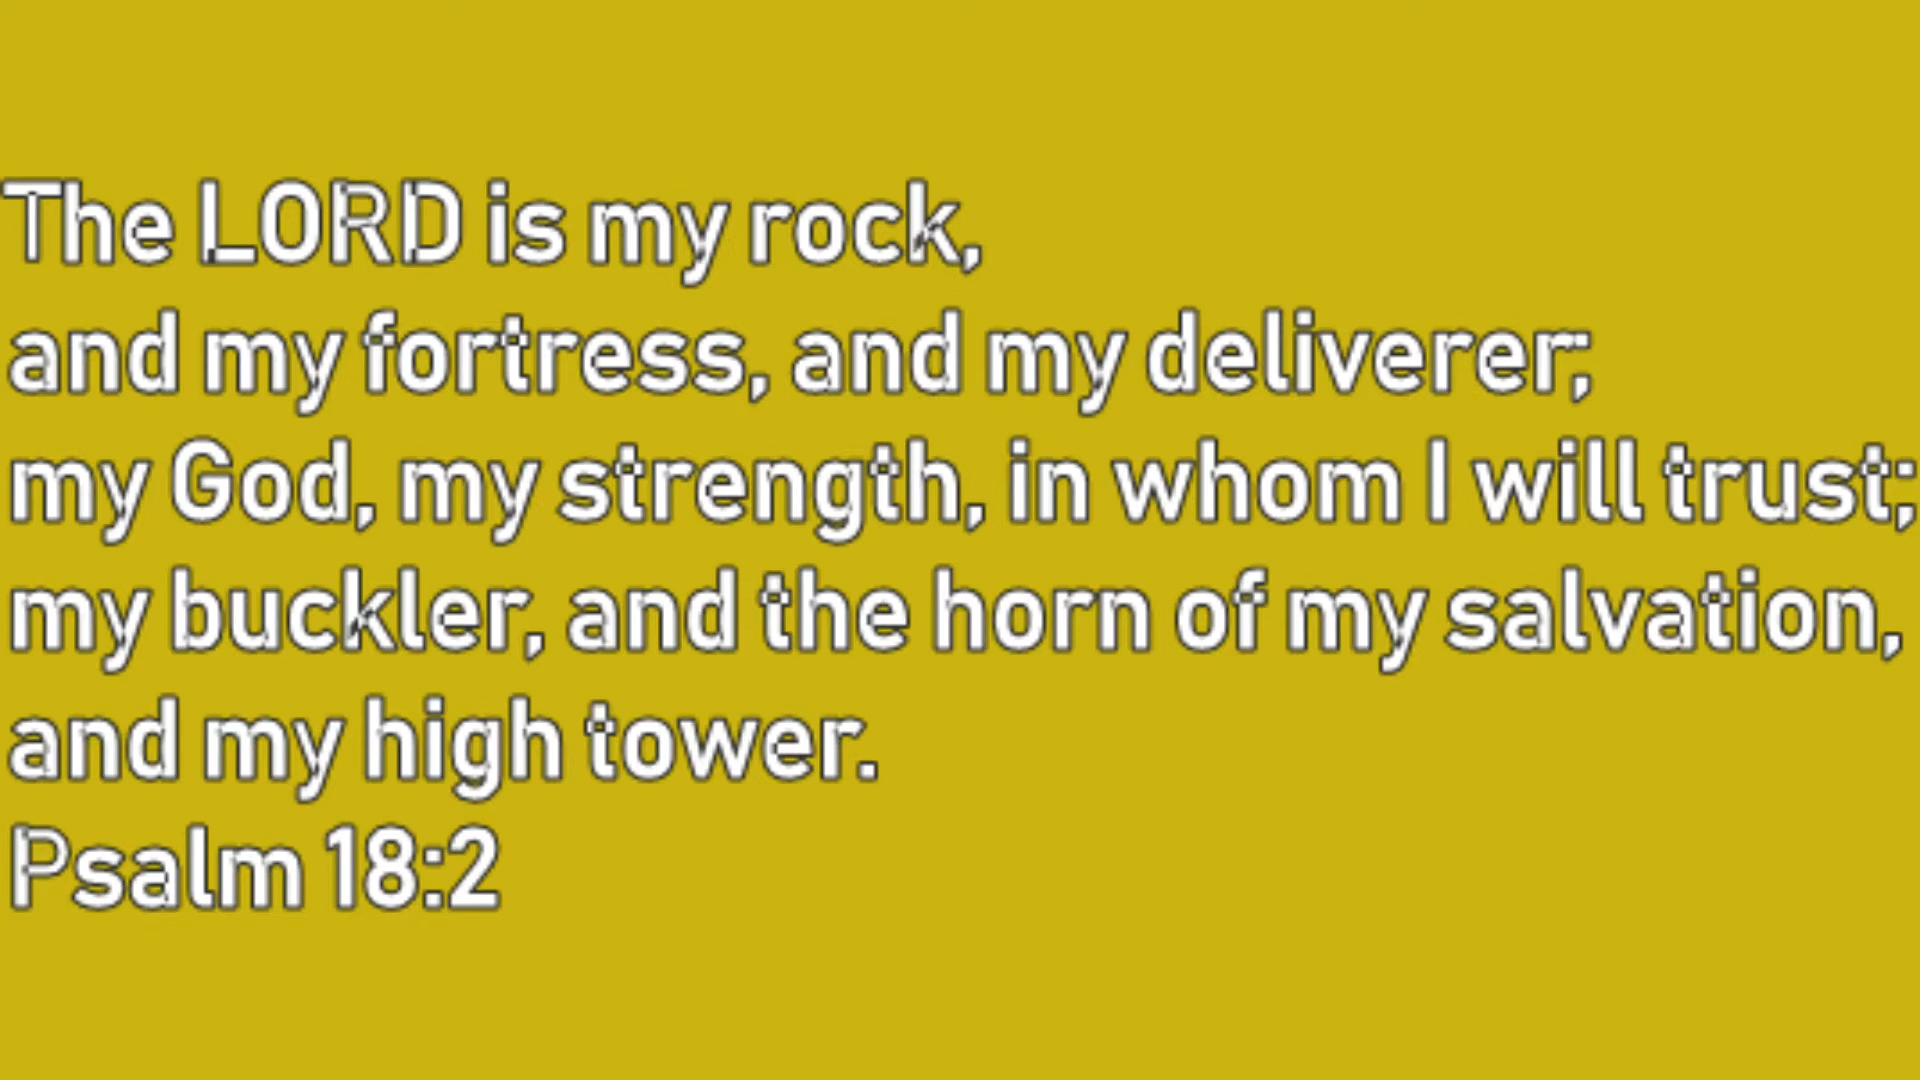 The LORD is my rock,
and my fortress, and my deliverer;
my God, my strength, in whom I will trust;
my buckler, and the horn of my salvation,
and my high tower.
Psalm 18:2